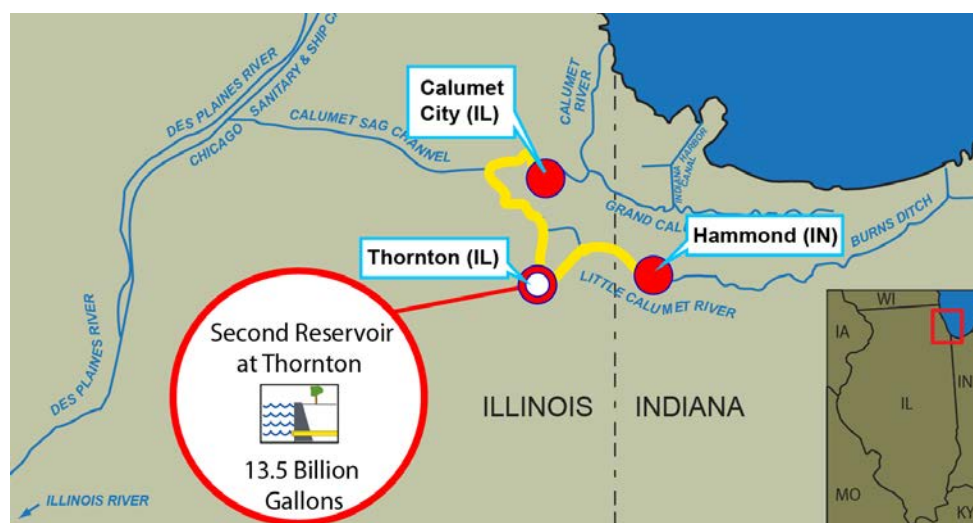 DES PLAINES RIVER
CHICAGO SANITARY & SHIP CA
CALUMET SAG CHANNEL
Calumet
City (IL)
CALUMET
RIVER
INDIANA HARBOR
CANAL
GRAND CALU
BURNS DITCH
Thornton (IL)
Hammond (IN)
LITTLE CALUMET RIVER
DES PLAINES RIVER
Second Reservoir
at Thornton
13.5 Billion
Gallons
ILLINOIS
INDIANA
ILLINOIS RIVER
WI
IA
IL
IN
MO
KY